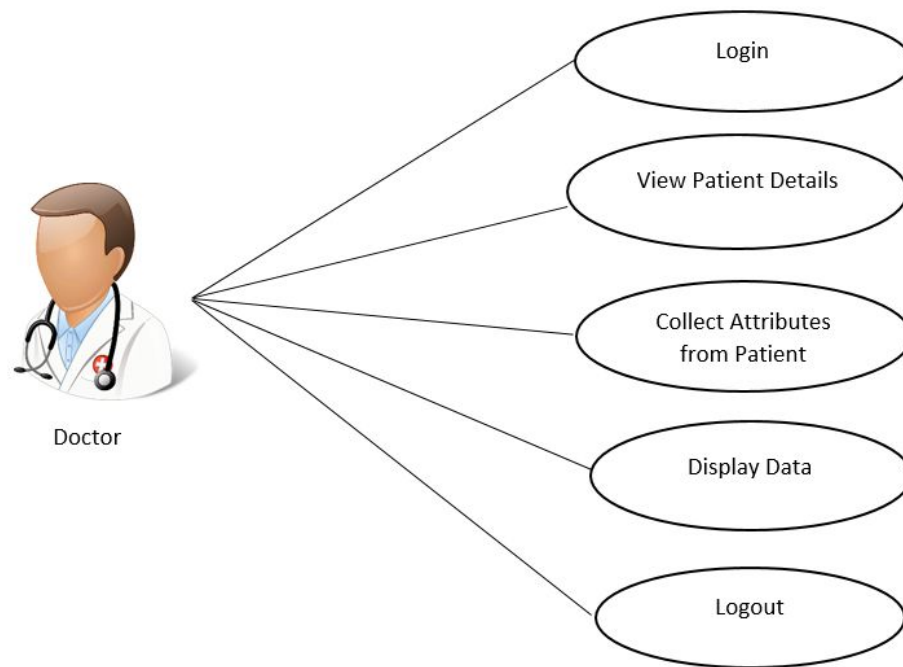 Login
View Patient Details
Collect Attributes
from Patient
Doctor
Display Data
Logout